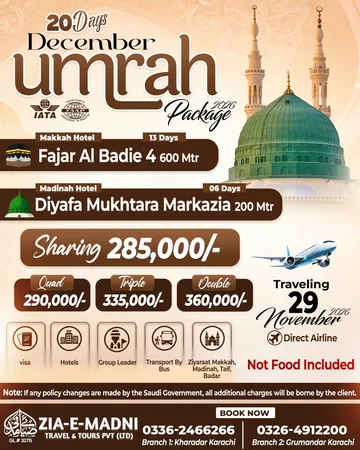 20 Days
December
umrah
Package 2026
IATA
Makkah Hotel 13 Days
Fajar Al Badie 4 600 Mtr
Madinah Hotel 06 Days
Diyafa Mukhtara Markazia 200 Mtr
Sharing 285,000/-
Quad
290,000/-
Triple
335,000/-
Double
360,000/-
visa
Hotels
Group Leader
Transport By
Bus
Ziyaraat Makkah,
Madinah, Taif,
Badar
Traveling
29
November 2026
Direct Airline
Not Food Included
Note: If any policy changes are made by the Saudi Government, all additional charges will be borne by the client.
GL # 3175
ZIA-E-MADNI
TRAVEL & TOURS PVT (LTD)
BOOK NOW
0336-2466266
Branch 1: Kharadar Karachi
0326-4912200
Branch 2: Grumandar Karachi